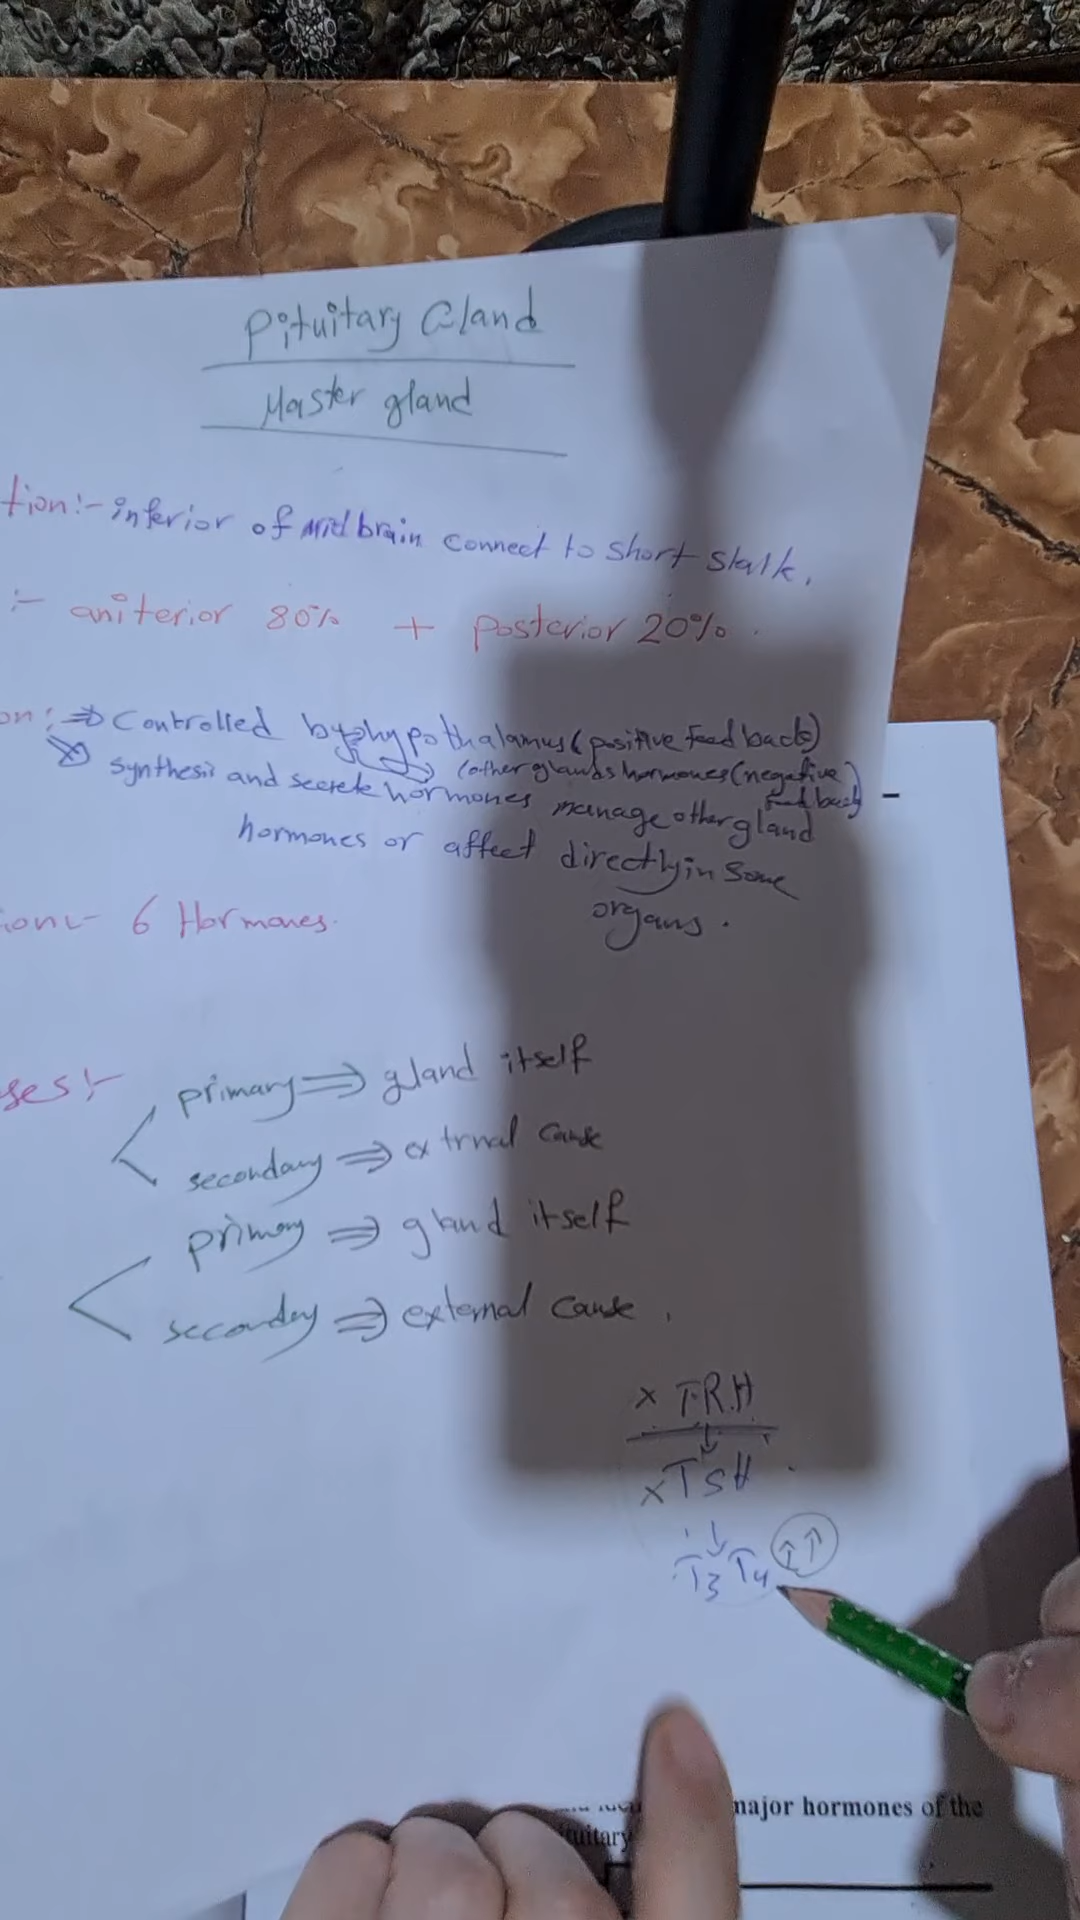 Pituitary Gland
Master gland
tion:- inferior of midbrain connect to short stalk.
:- aniterior 80% + posterior 20%.
on: ⇒ Controlled by hypothalamus (positive Feed back)
(other glands hormones (negative)
feed back
synthesis and secrete hormones manage other gland
hormones or affect directly in some
organs.
ion:- 6 Hormones.
ses:-
primary ⇒ gland itself
secondary ⇒ extrnal cause
primary ⇒ gland itself
seconday ⇒ external cause.
x T.R.H
↓
x TSH
↓
T3 T4 ↑↑
major hormones of the
tuitary